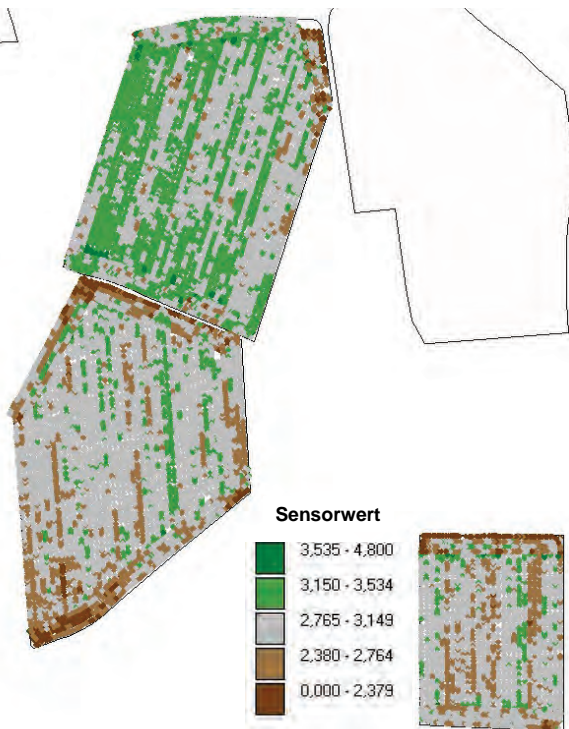 Sensorwert
3,535 - 4,800
3,150 - 3,534
2,765 - 3,149
2,380 - 2,764
0,000 - 2,379